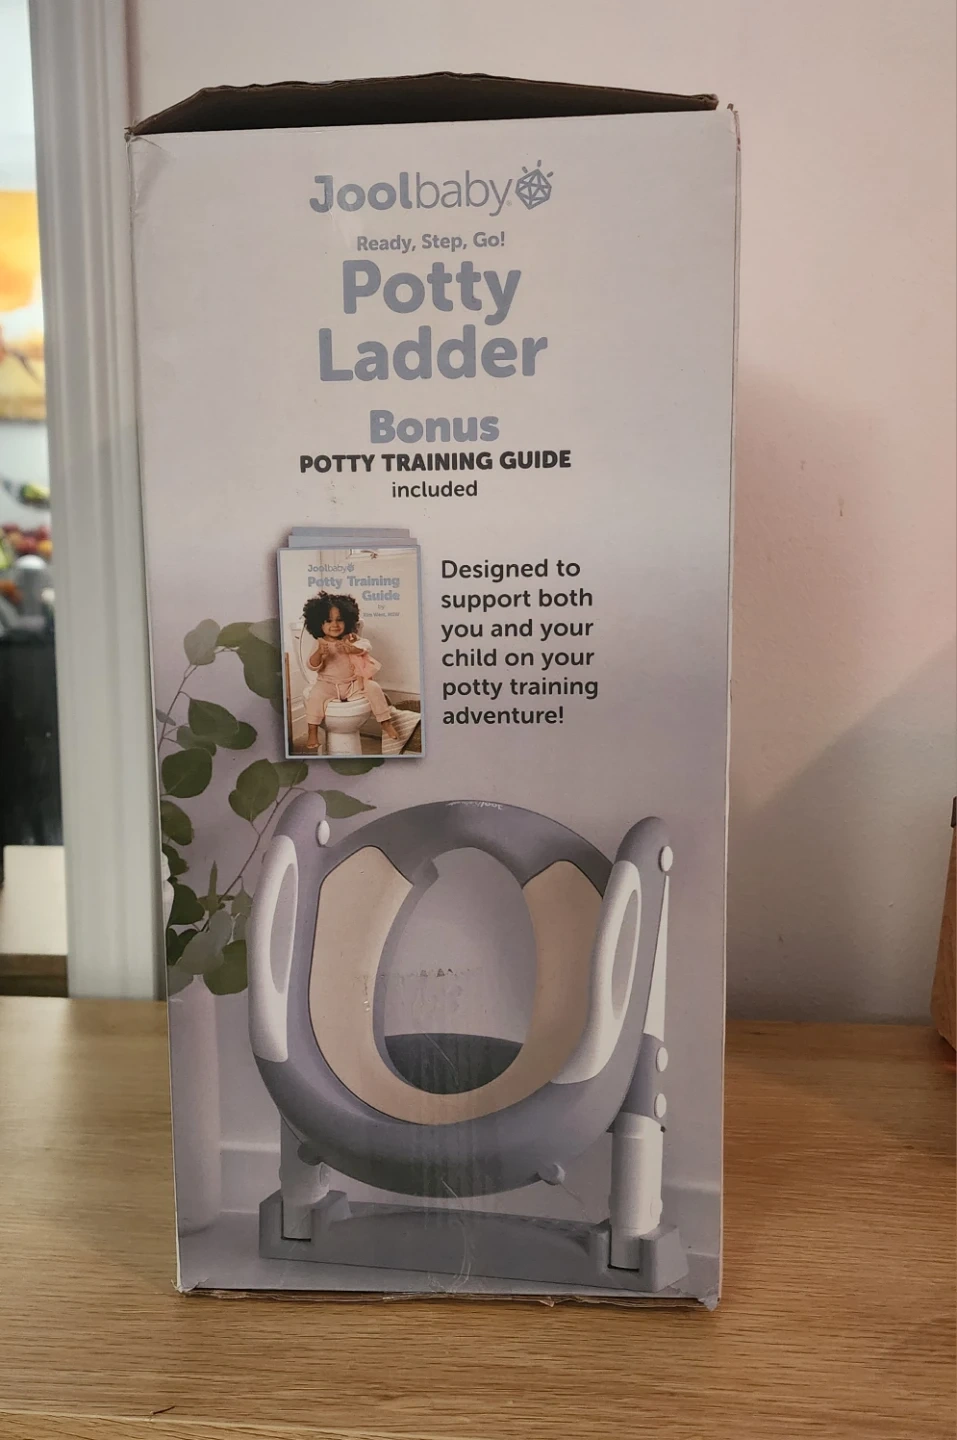 Joolbaby
Ready, Step, Go!
Potty
Ladder
Bonus
POTTY TRAINING GUIDE
included
Joolbaby
Potty Training
Guide
by
Designed to
support both
you and your
child on your
potty training
adventure!